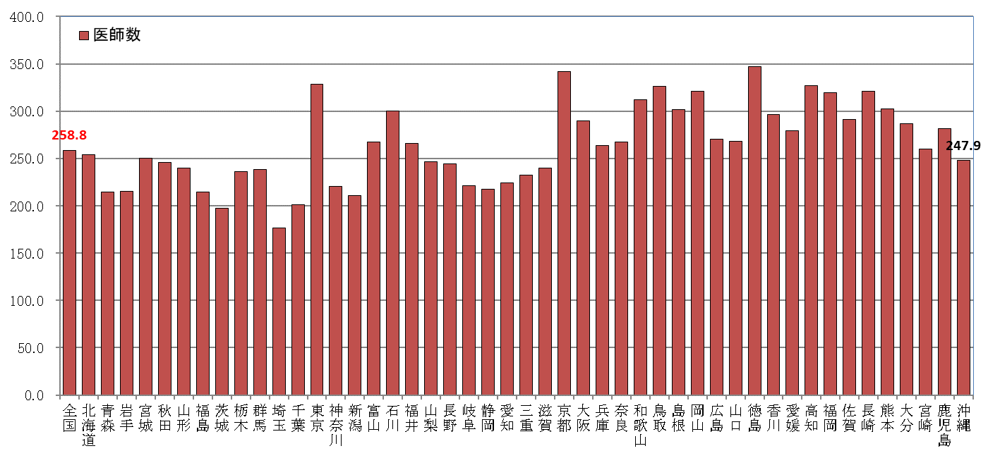 400.0
医師数
350.0
300.0
258.8
250.0
247.9
200.0
150.0
100.0
50.0
0.0
全国
北海道
青森
岩手
宮城
秋田
山形
福島
茨城
栃木
群馬
埼玉
千葉
東京
神奈川
新潟
富山
石川
福井
山梨
長野
岐阜
静岡
愛知
三重
滋賀
京都
大阪
兵庫
奈良
和歌山
鳥取
島根
岡山
広島
山口
徳島
香川
愛媛
高知
福岡
佐賀
長崎
熊本
大分
宮崎
鹿児島
沖縄